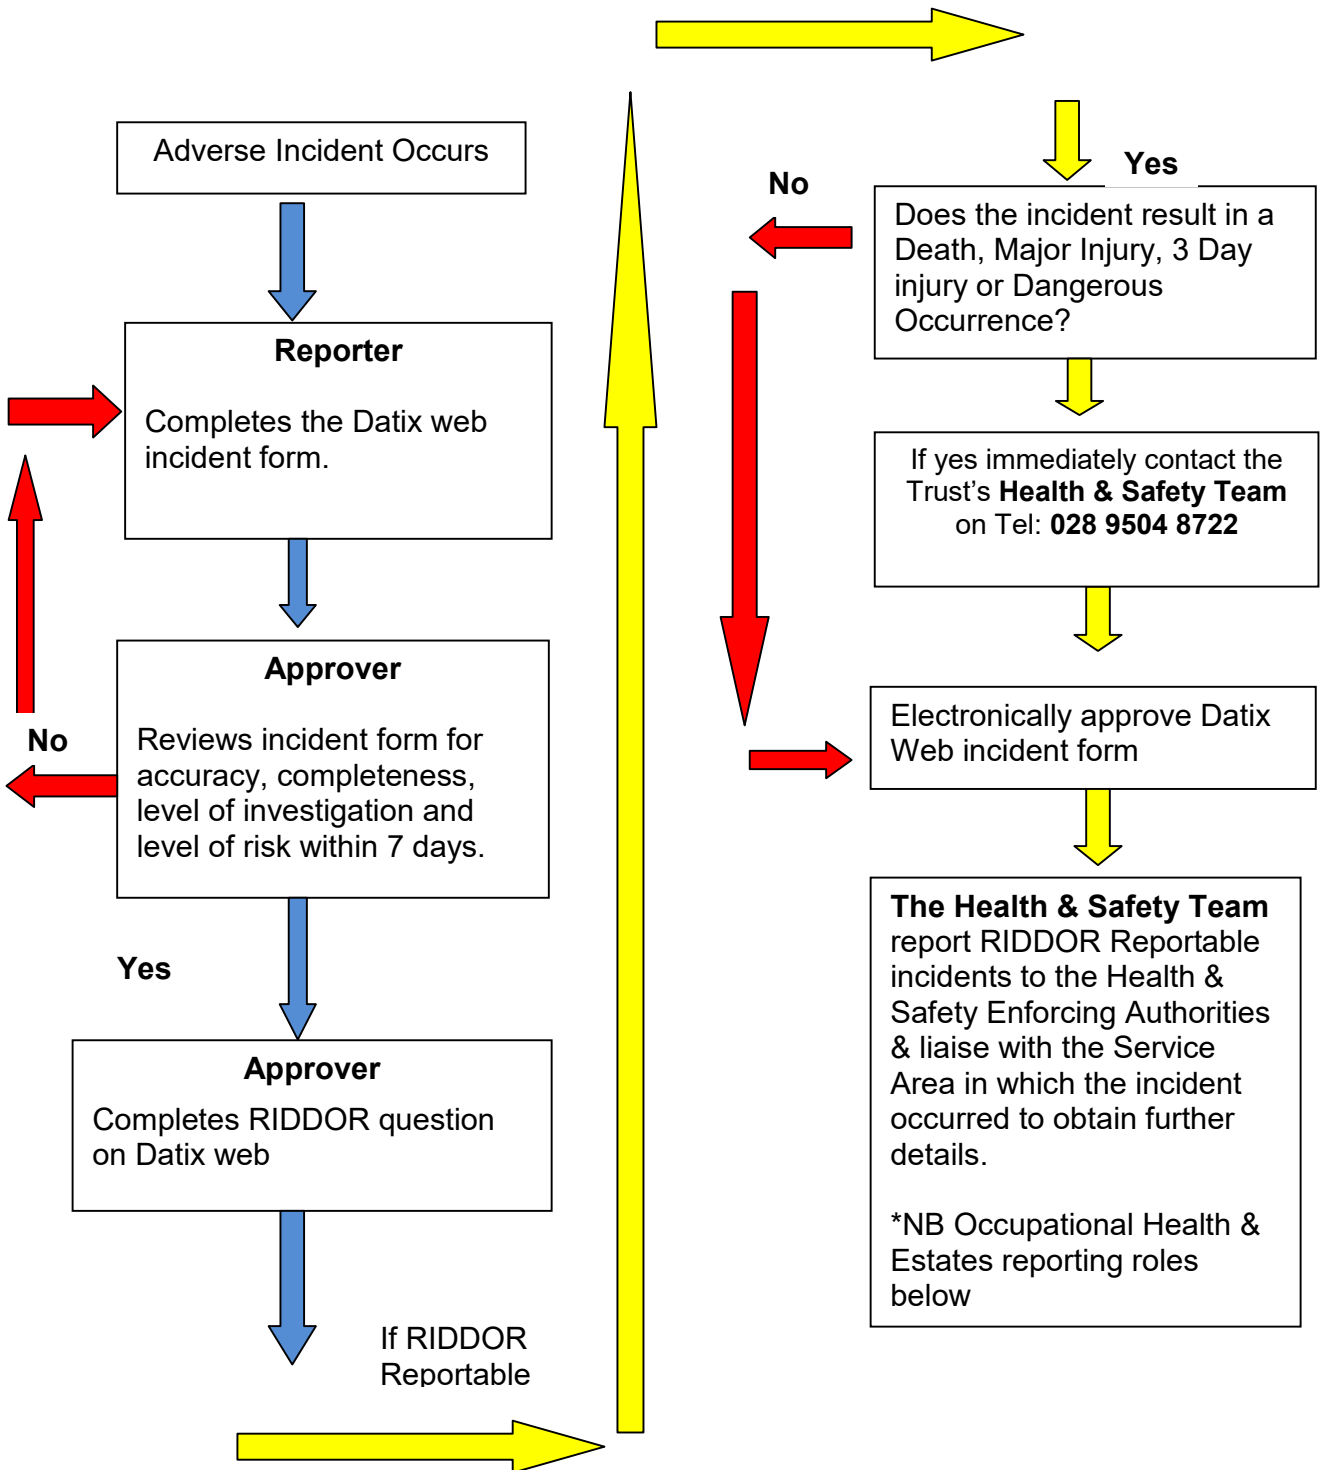 Adverse Incident Occurs
Reporter
Completes the Datix web
incident form.
Approver
Reviews incident form for
accuracy, completeness,
level of investigation and
level of risk within 7 days.
No
Yes
Approver
Completes RIDDOR question
on Datix web
If RIDDOR
Reportable
Yes
No
Does the incident result in a
Death, Major Injury, 3 Day
injury or Dangerous
Occurrence?
If yes immediately contact the
Trust’s Health & Safety Team
on Tel: 028 9504 8722
Electronically approve Datix
Web incident form
The Health & Safety Team
report RIDDOR Reportable
incidents to the Health &
Safety Enforcing Authorities
& liaise with the Service
Area in which the incident
occurred to obtain further
details.
*NB Occupational Health &
Estates reporting roles
below